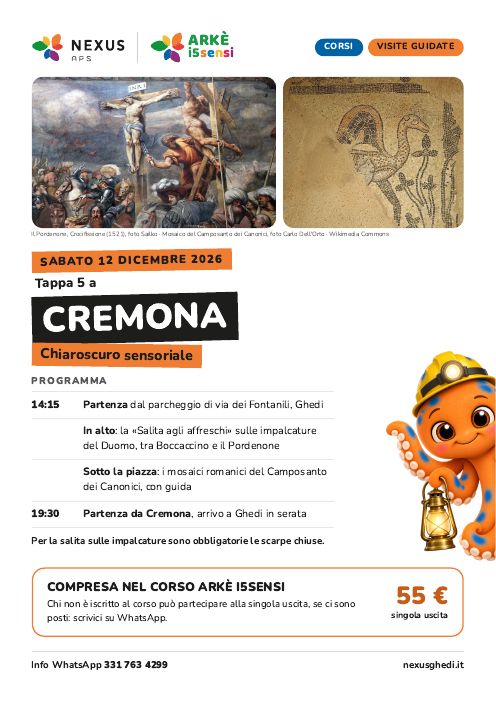 NEXUS
APS
ARKÈ
i5sensi
CORSI
VISITE GUIDATE
INRI
Il Pordenone, Crocifissione (1521), foto Sailko · Mosaico del Camposanto dei Canonici, foto Carlo Dell'Orto · Wikimedia Commons
SABATO 12 DICEMBRE 2026
Tappa 5 a
CREMONA
Chiaroscuro sensoriale
PROGRAMMA
14:15 Partenza dal parcheggio di via dei Fontanili, Ghedi
In alto: la «Salita agli affreschi» sulle impalcature
del Duomo, tra Boccaccino e il Pordenone
Sotto la piazza: i mosaici romanici del Camposanto
dei Canonici, con guida
19:30 Partenza da Cremona, arrivo a Ghedi in serata
Per la salita sulle impalcature sono obbligatorie le scarpe chiuse.
COMPRESA NEL CORSO ARKÈ I5SENSI
Chi non è iscritto al corso può partecipare alla singola uscita, se ci sono
posti: scrivici su WhatsApp.
55 €
singola uscita
Info WhatsApp 331 763 4299
nexusghedi.it